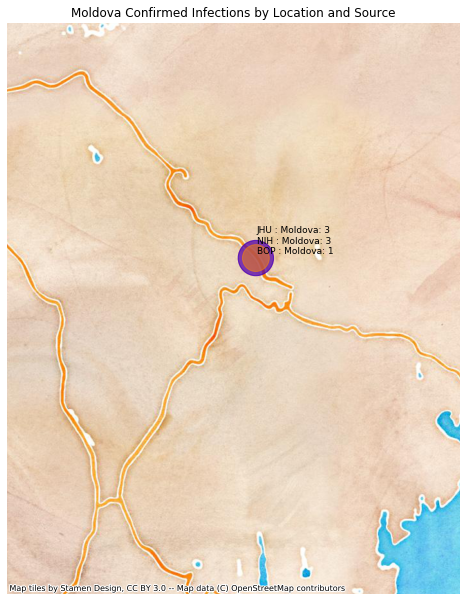 Moldova Confirmed Infections by Location and Source
JHU : Moldova: 3
NIH : Moldova: 3
BOP : Moldova: 1
Map tiles by Stamen Design, CC BY 3.0 -- Map data (C) OpenStreetMap contributors